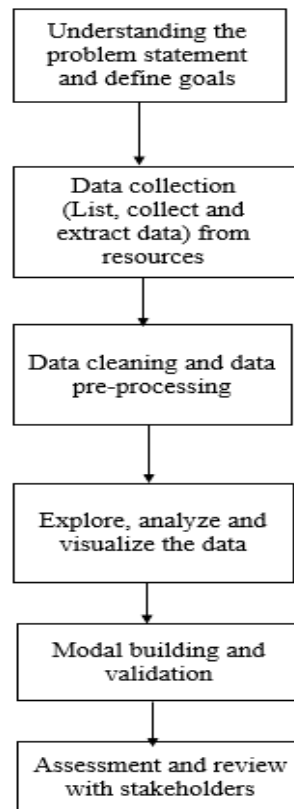 Understanding the
problem statement
and define goals
Data collection
(List, collect and
extract data) from
resources
Data cleaning and data
pre-processing
Explore, analyze and
visualize the data
Modal building and
validation
Assessment and review
with stakeholders